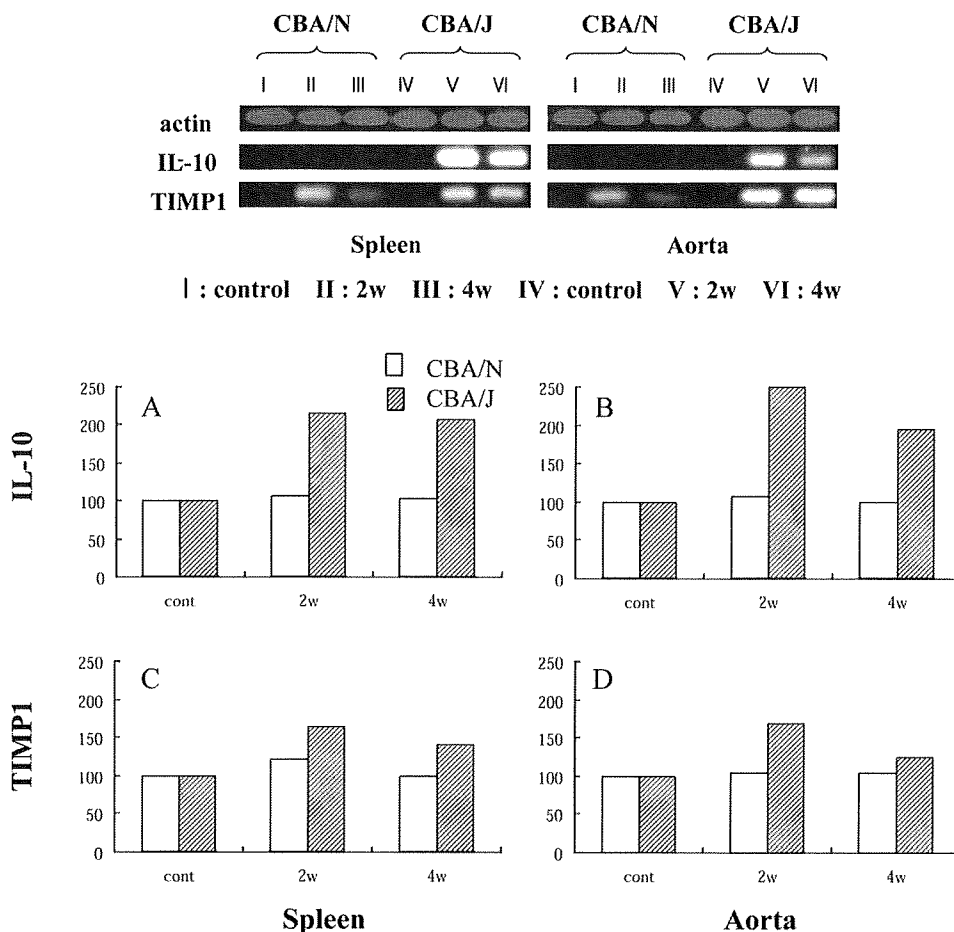 CBA/N CBA/J CBA/N CBA/J
I II III IV V VI I II III IV V VI
actin
IL-10
TIMP1
Spleen Aorta
I : control II : 2w III : 4w IV : control V : 2w VI : 4w
CBA/N
CBA/J
IL-10
A
250
200
150
100
50
0
cont 2w 4w
B
250
200
150
100
50
0
cont 2w 4w
TIMP1
C
250
200
150
100
50
0
cont 2w 4w
D
250
200
150
100
50
0
cont 2w 4w
Spleen Aorta